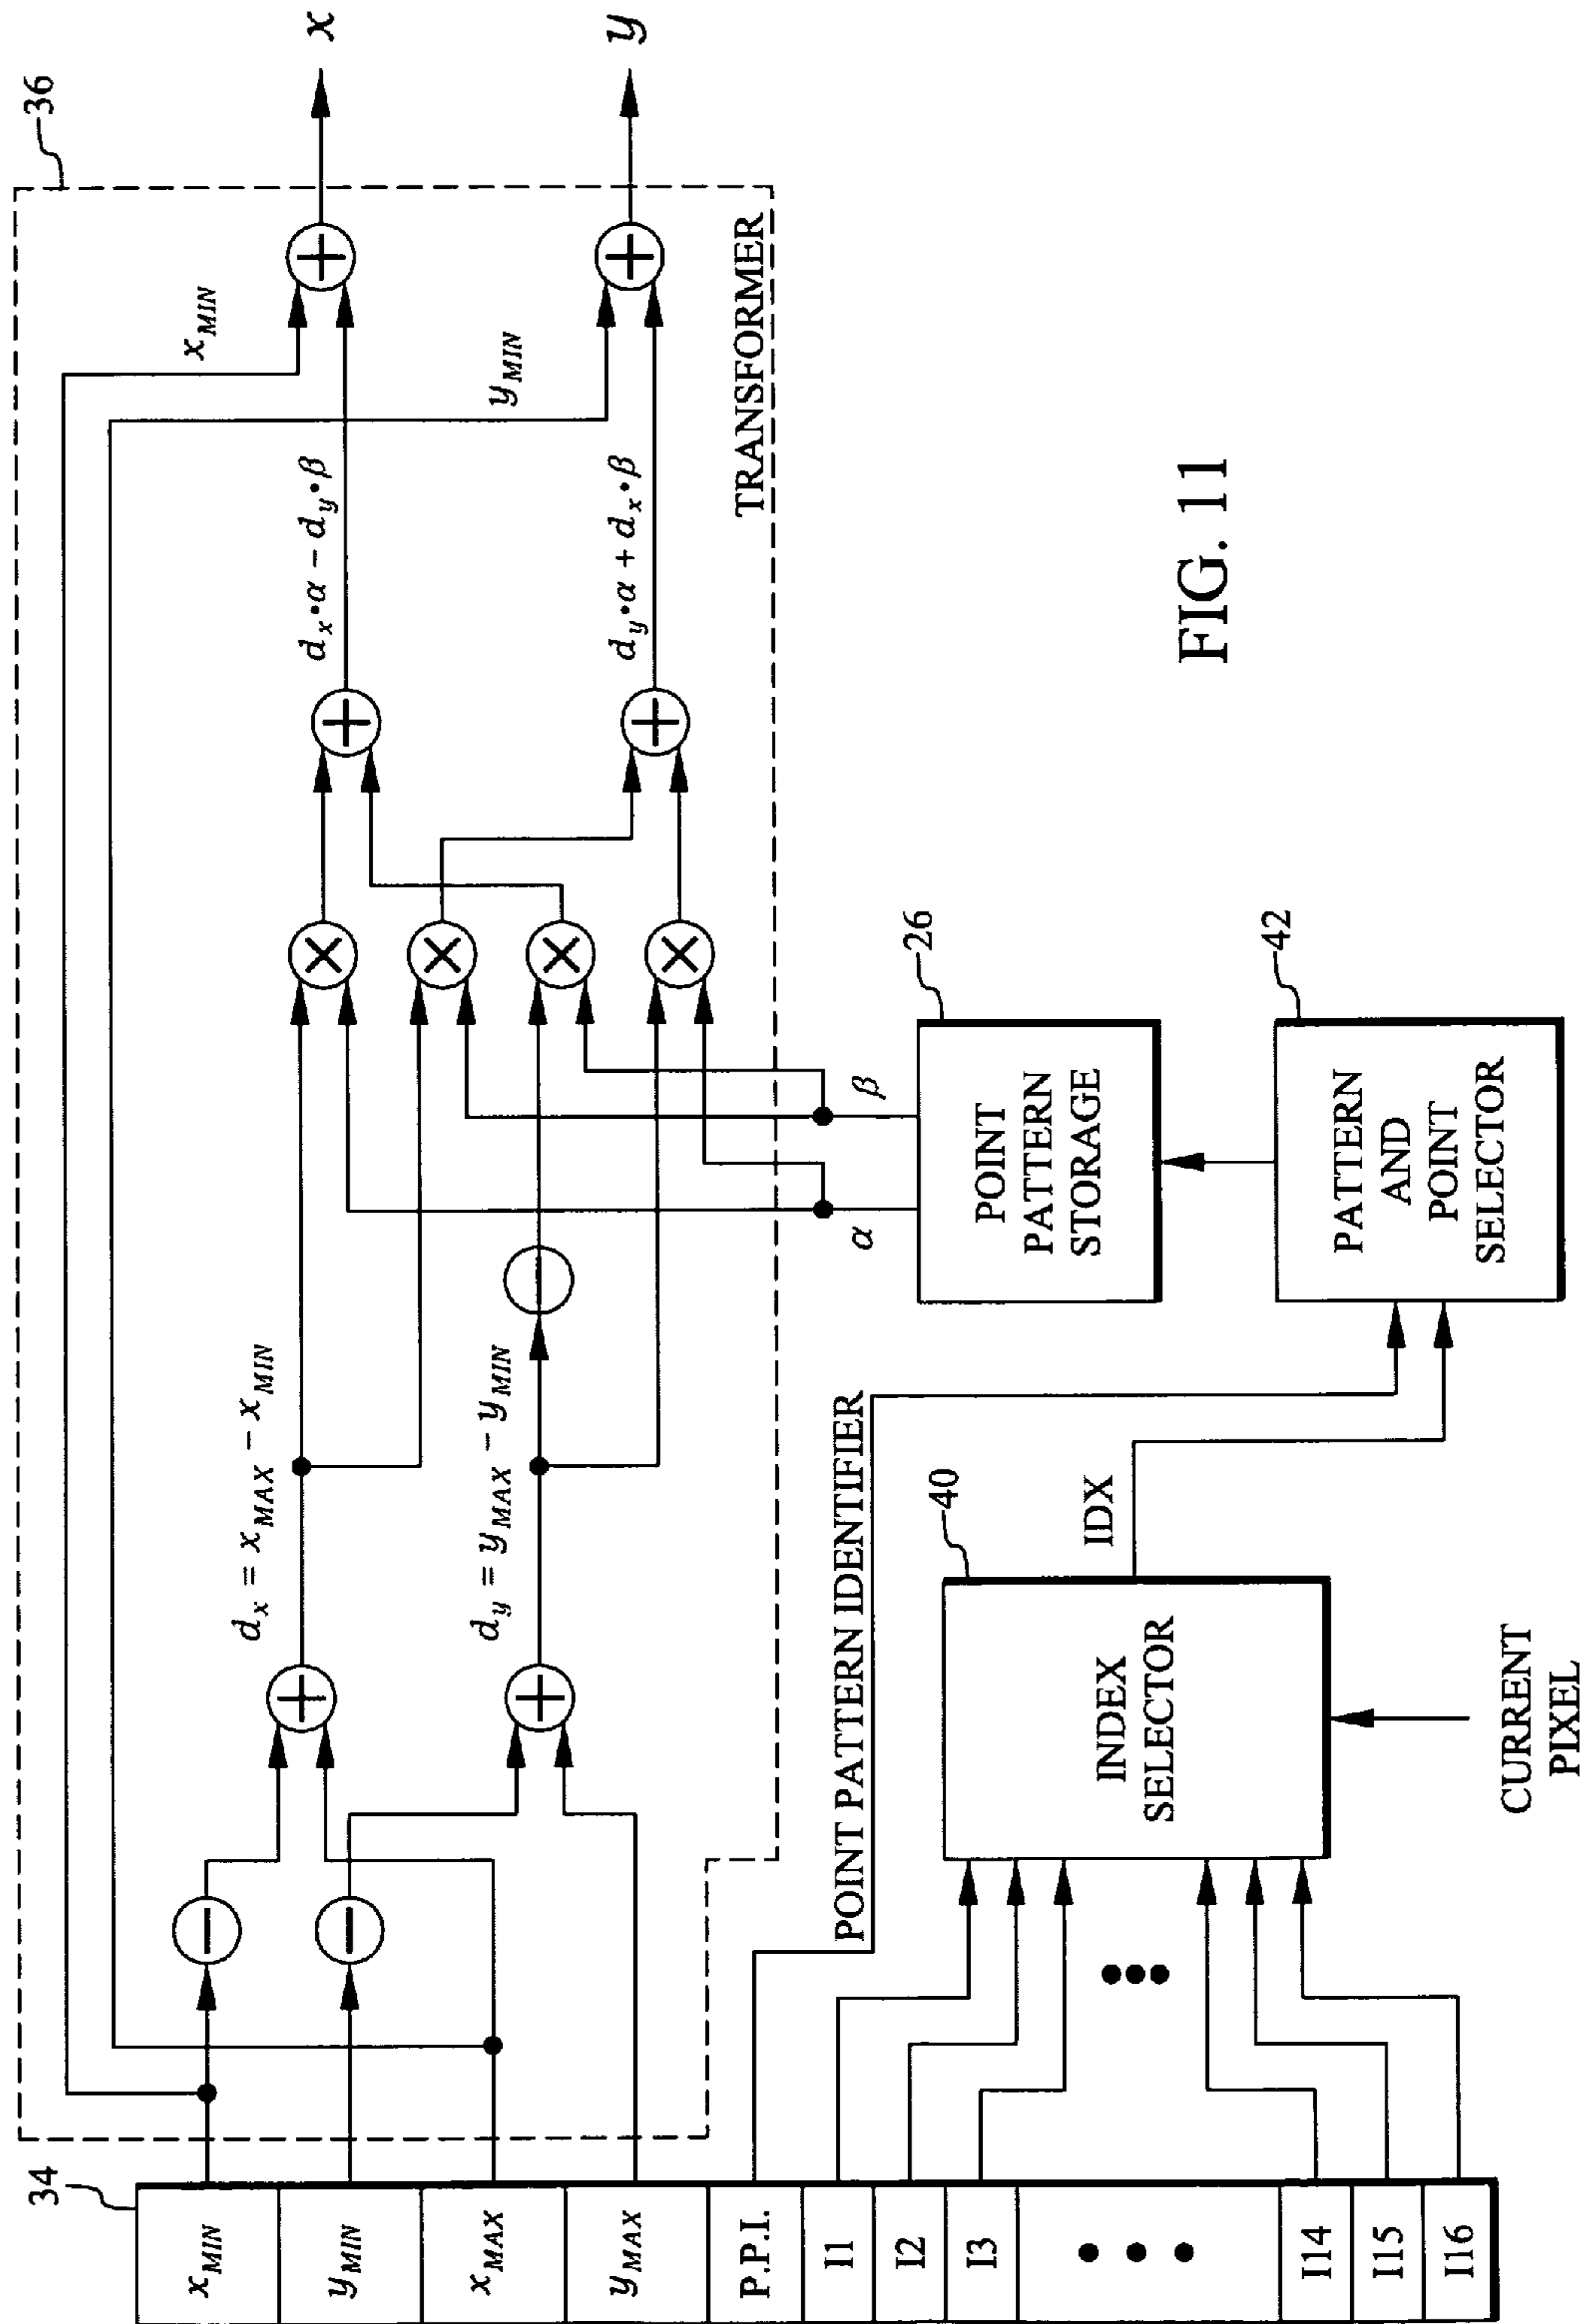 34
x_MIN
y_MIN
x_MAX
y_MAX
P.P.I.
I1
I2
I3
I14
I15
I16
36
TRANSFORMER
d_x = x_MAX − x_MIN
d_y = y_MAX − y_MIN
α
β
d_x•α − d_y•β
d_y•α + d_x•β
x_MIN
y_MIN
x
y
POINT PATTERN IDENTIFIER
40
INDEX
SELECTOR
CURRENT
PIXEL
IDX
26
POINT
PATTERN
STORAGE
42
PATTERN
AND
POINT
SELECTOR
FIG. 11